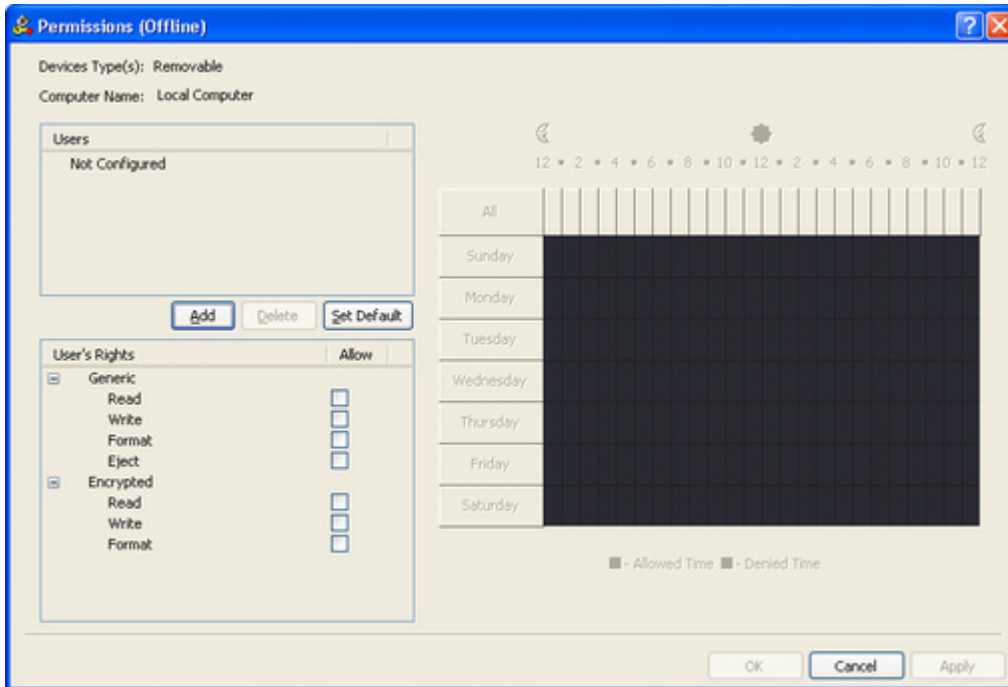 Permissions (Offline)
Devices Type(s): Removable
Computer Name: Local Computer
Users
Not Configured
Add Delete Set Default
User's Rights Allow
Generic
Read
Write
Format
Eject
Encrypted
Read
Write
Format
12 • 2 • 4 • 6 • 8 • 10 • 12 • 2 • 4 • 6 • 8 • 10 • 12
All
Sunday
Monday
Tuesday
Wednesday
Thursday
Friday
Saturday
- Allowed Time - Denied Time
OK Cancel Apply